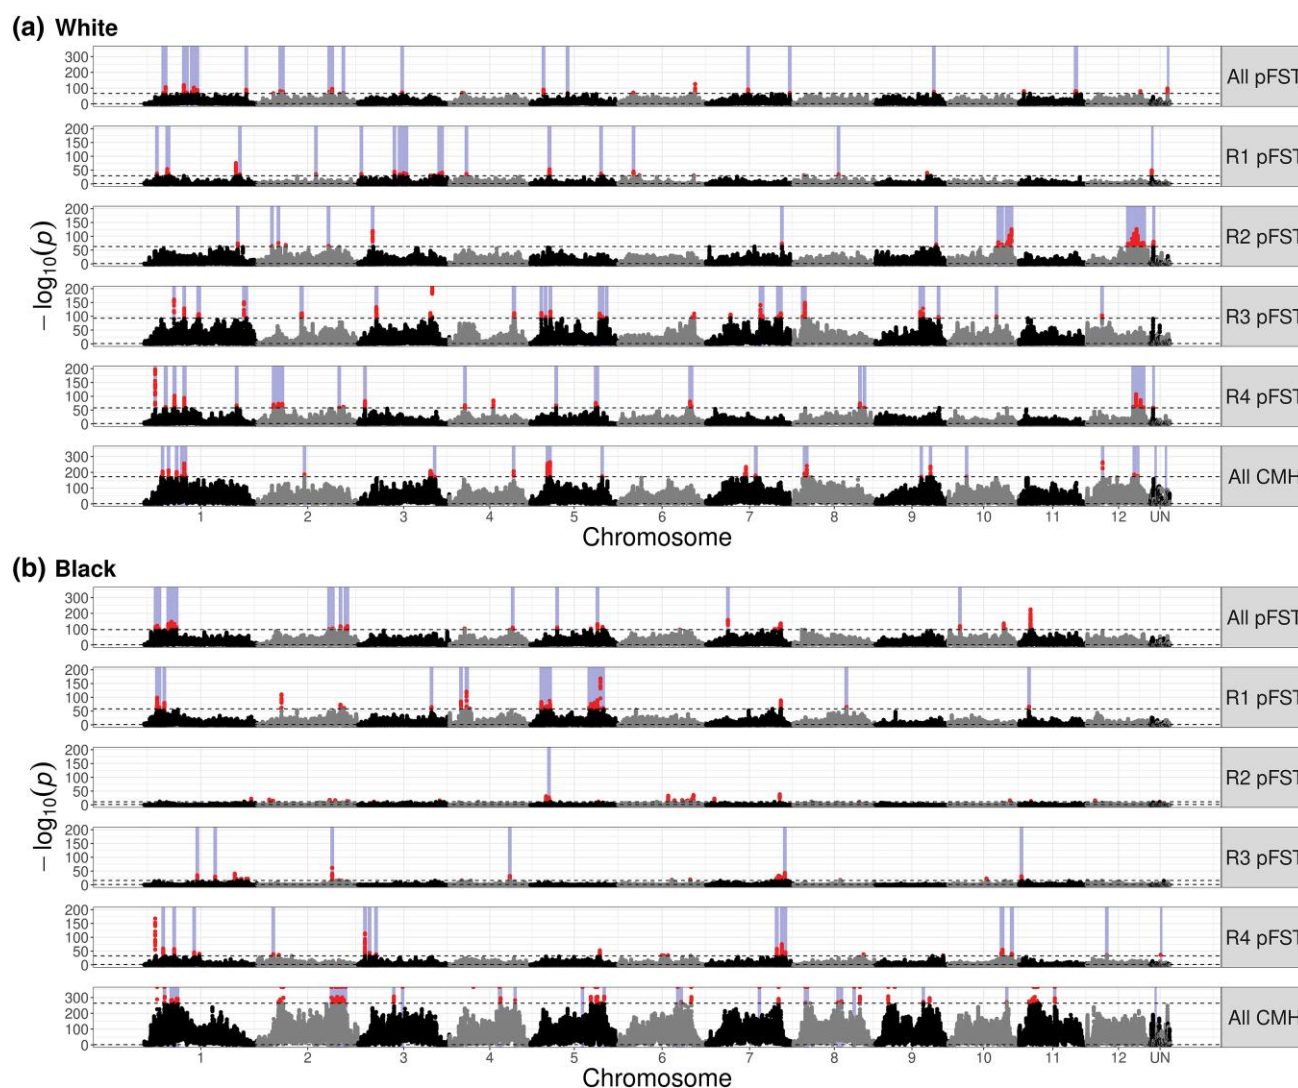 (a) White
300
200
100
0
All pFST
200
150
100
50
0
R1 pFST
200
150
100
50
0
R2 pFST
200
150
100
50
0
R3 pFST
200
150
100
50
0
R4 pFST
300
200
100
0
All CMH
− log10(p)
1 2 3 4 5 6 7 8 9 10 11 12 UN
Chromosome
(b) Black
300
200
100
0
All pFST
200
150
100
50
0
R1 pFST
200
150
100
50
0
R2 pFST
200
150
100
50
0
R3 pFST
200
150
100
50
0
R4 pFST
300
200
100
0
All CMH
− log10(p)
1 2 3 4 5 6 7 8 9 10 11 12 UN
Chromosome